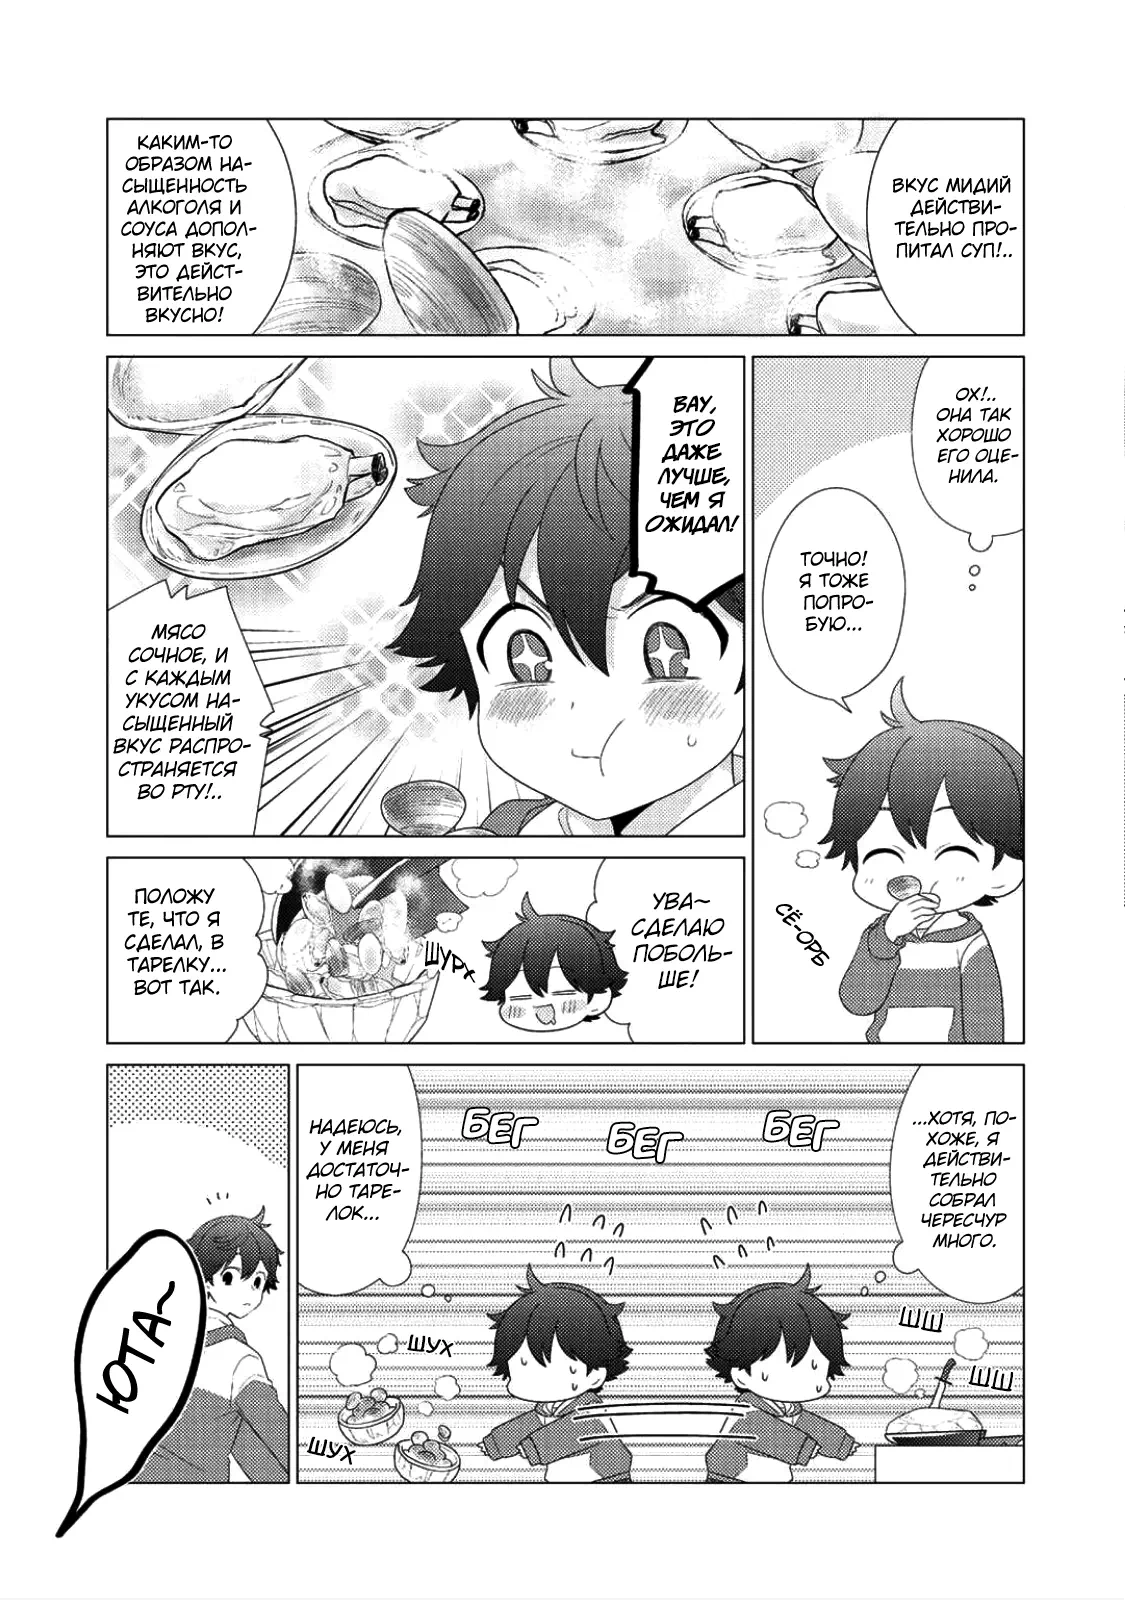 ВКУС МИДИЙ
ДЕЙСТВИ-
ТЕЛЬНО ПРО-
ПИТАЛ СУП!..
КАКИМ-ТО
ОБРАЗОМ НА-
СЫЩЕННОСТЬ
АЛКОГОЛЯ И
СОУСА ДОПОЛ-
НЯЮТ ВКУС,
ЭТО ДЕЙСТ-
ВИТЕЛЬНО
ВКУСНО!
ОХ!..
ОНА ТАК
ХОРОШО
ЕГО ОЦЕ-
НИЛА.
ТОЧНО!
Я ТОЖЕ
ПОПРО-
БУЮ...
СЁ-ОРБ
ВАУ,
ЭТО
ДАЖЕ
ЛУЧШЕ,
ЧЕМ Я
ОЖИДАЛ!
МЯСО
СОЧНОЕ, И
С КАЖДЫМ
УКУСОМ НА-
СЫЩЕННЫЙ
ВКУС РАСПРО-
СТРАНЯЕТСЯ
ВО РТУ!..
УВА~
СДЕЛАЮ
ПОБОЛЬ-
ШЕ!
ШУРХ
ПОЛОЖУ
ТЕ, ЧТО Я
СДЕЛАЛ, В
ТАРЕЛКУ...
ВОТ ТАК.
...ХОТЯ, ПО-
ХОЖЕ, Я
ДЕЙСТВИ-
ТЕЛЬНО
СОБРАЛ
ЧЕРЕСЧУР
МНОГО.
БЕГ
БЕГ
БЕГ
НАДЕЮСЬ,
У МЕНЯ
ДОСТАТОЧ-
НО ТАРЕ-
ЛОК...
ШШ
ШШ
ШУХ
ШУХ
ЮТА~